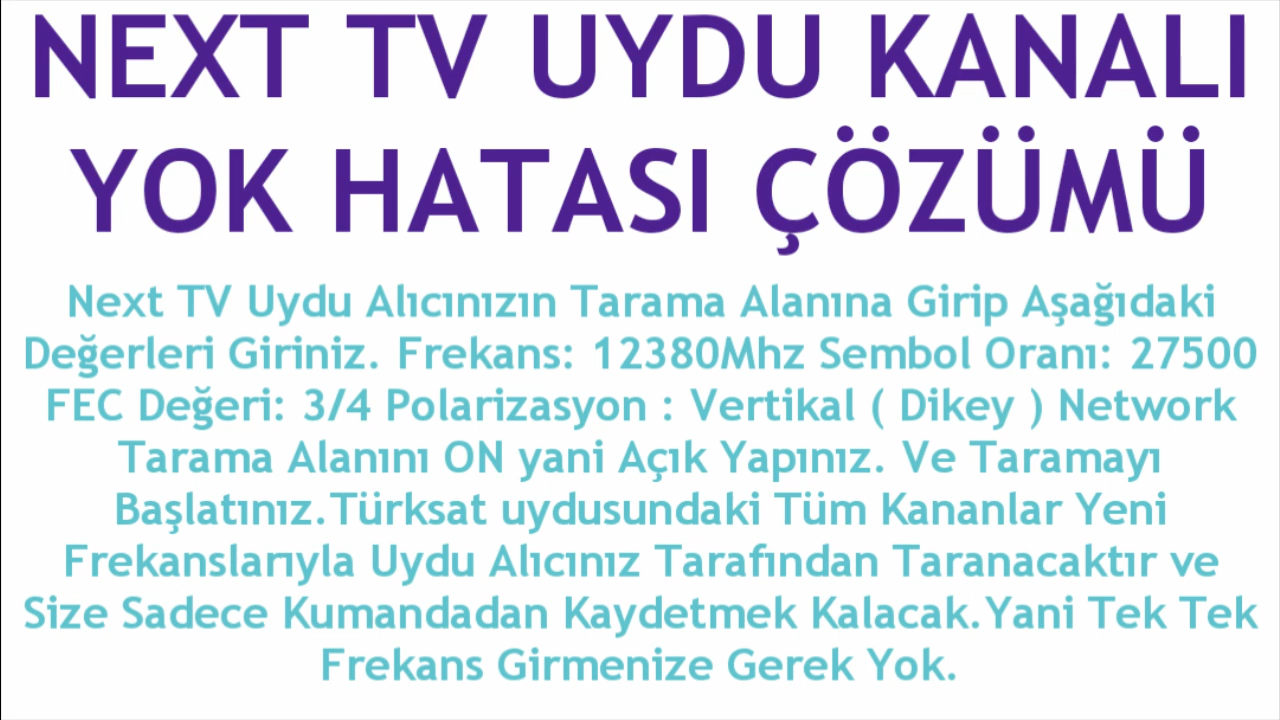 NEXT TV UYDU KANALI
YOK HATASI ÇÖZÜMÜ
Next TV Uydu Alıcınızın Tarama Alanına Girip Aşağıdaki
Değerleri Giriniz. Frekans: 12380Mhz Sembol Oranı: 27500
FEC Değeri: 3/4 Polarizasyon : Vertikal ( Dikey ) Network
Tarama Alanını ON yani Açık Yapınız. Ve Taramayı
Başlatınız.Türksat uydusundaki Tüm Kananlar Yeni
Frekanslarıyla Uydu Alıcınız Tarafından Taranacaktır ve
Size Sadece Kumandadan Kaydetmek Kalacak.Yani Tek Tek
Frekans Girmenize Gerek Yok.